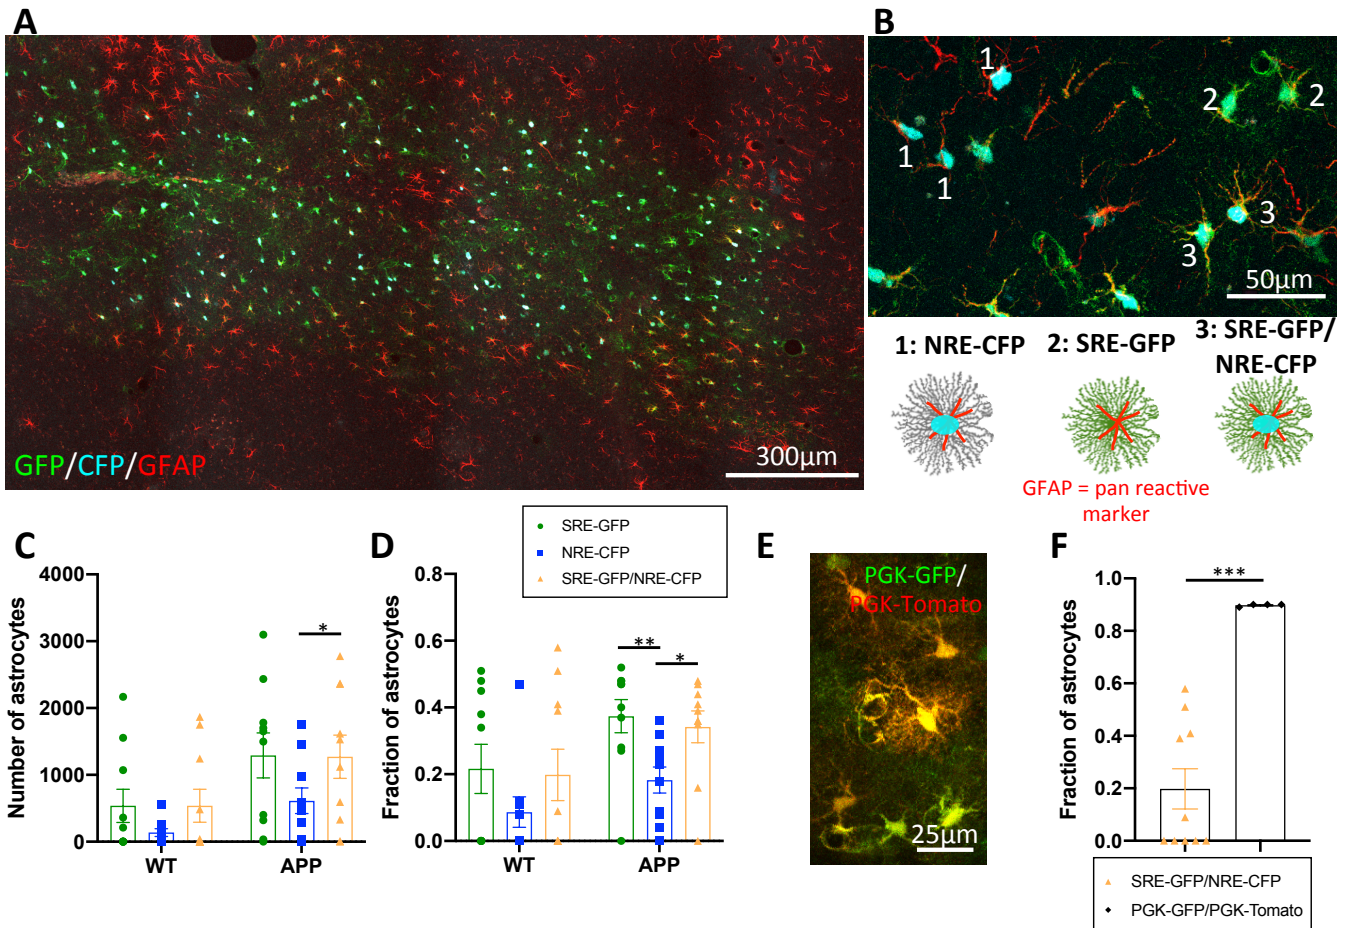 A
B
GFP/CFP/GFAP
300µm
1
2
2
1
1
3
3
50µm
1: NRE-CFP
2: SRE-GFP
3: SRE-GFP/
NRE-CFP
GFAP = pan reactive
marker
C
Number of astrocytes
4000
3000
2000
1000
0
WT
APP
*
D
SRE-GFP
NRE-CFP
SRE-GFP/NRE-CFP
Fraction of astrocytes
0.8
0.6
0.4
0.2
0.0
WT
APP
**
*
E
PGK-GFP/
PGK-Tomato
25µm
F
Fraction of astrocytes
1.0
0.8
0.6
0.4
0.2
0.0
***
SRE-GFP/NRE-CFP
PGK-GFP/PGK-Tomato